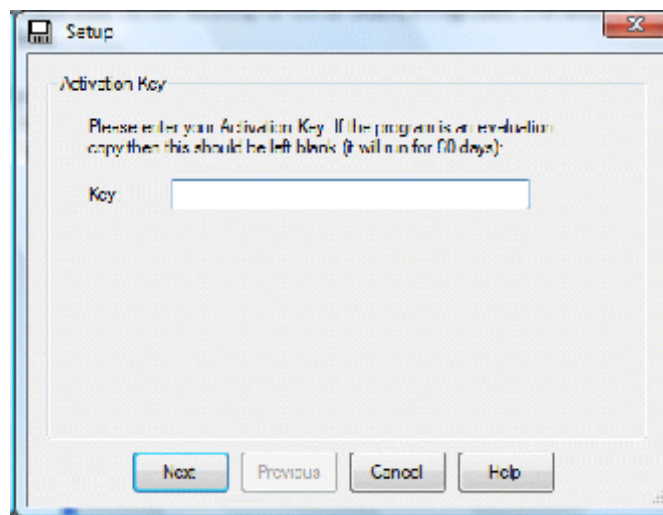 Setup
Activation Key
Please enter your Activation Key. If the program is an evaluation
copy then this should be left blank (it will run for 60 days):
Key:
Next
Previous
Cancel
Help